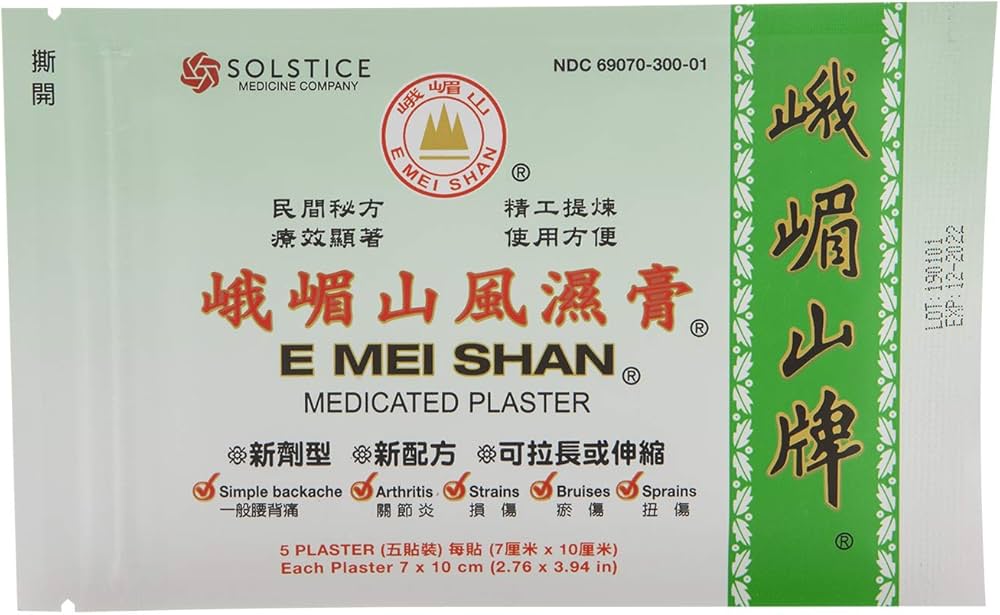 撕開
SOLSTICE
MEDICINE COMPANY
NDC 69070-300-01
峨嵋山
E MEI SHAN
®
民間秘方 精工提煉
療效顯著 使用方便
峨嵋山風濕膏®
E MEI SHAN®
MEDICATED PLASTER
新劑型 新配方 可拉長或伸縮
Simple backache Arthritis Strains Bruises Sprains
一般腰背痛 關節炎 損傷 瘀傷 扭傷
5 PLASTER (五貼裝) 每貼 (7厘米 x 10厘米)
Each Plaster 7 x 10 cm (2.76 x 3.94 in)
峨嵋山牌®
LOT: 190101
EXP: 12-2022